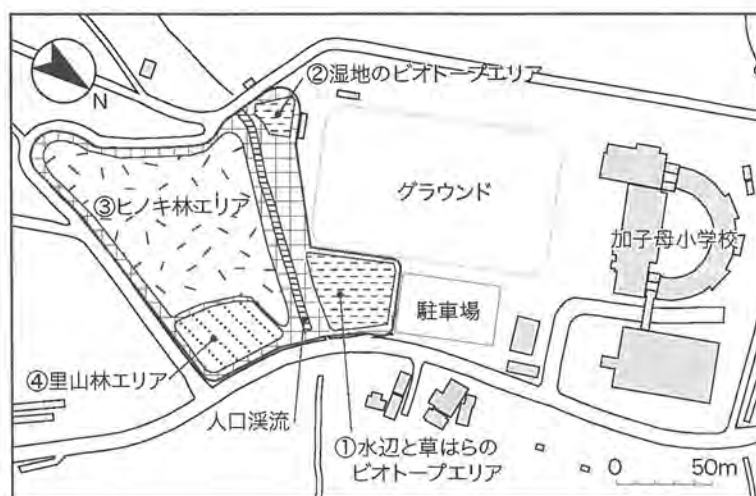 N
②湿地のビオトープエリア
③ヒノキ林エリア
グラウンド
加子母小学校
駐車場
④里山林エリア
人口渓流
①水辺と草はらの
ビオトープエリア
0 50m